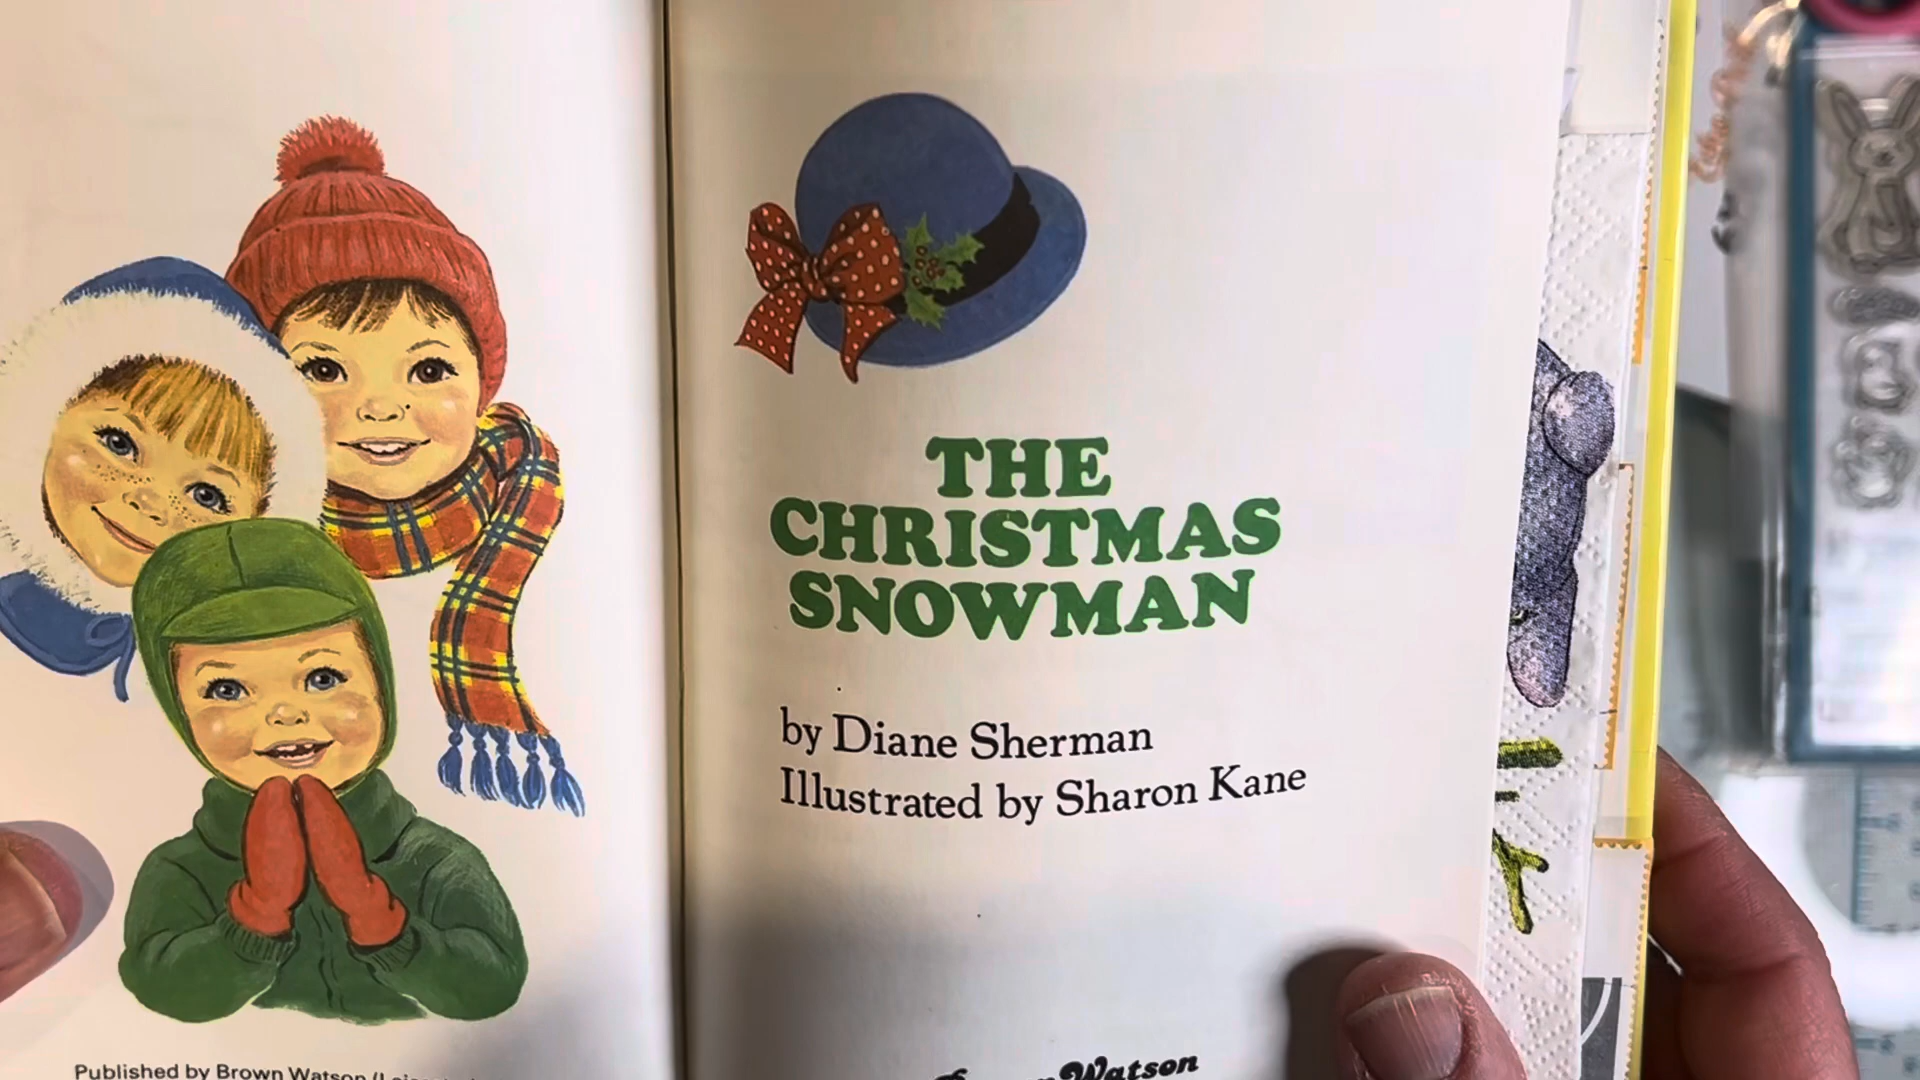 Published by Brown Watson
THE
CHRISTMAS
SNOWMAN
by Diane Sherman
Illustrated by Sharon Kane
Watson